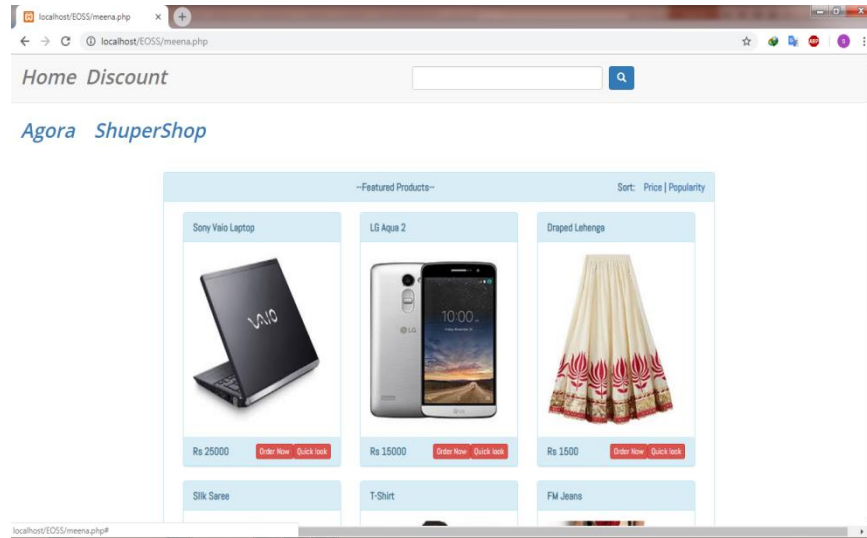 localhost/EOSS/meena.php
localhost/EOSS/meena.php
Home Discount
Agora ShuperShop
--Featured Products--
Sort: Price | Popularity
Sony Vaio Laptop
LG Aqua 2
Draped Lehenga
VAIO
LG
10:00
LG
Rs 25000 Order Now Quick look
Rs 15000 Order Now Quick look
Rs 1500 Order Now Quick look
Silk Saree
T-Shirt
FM Jeans
localhost/EOSS/meena.php#